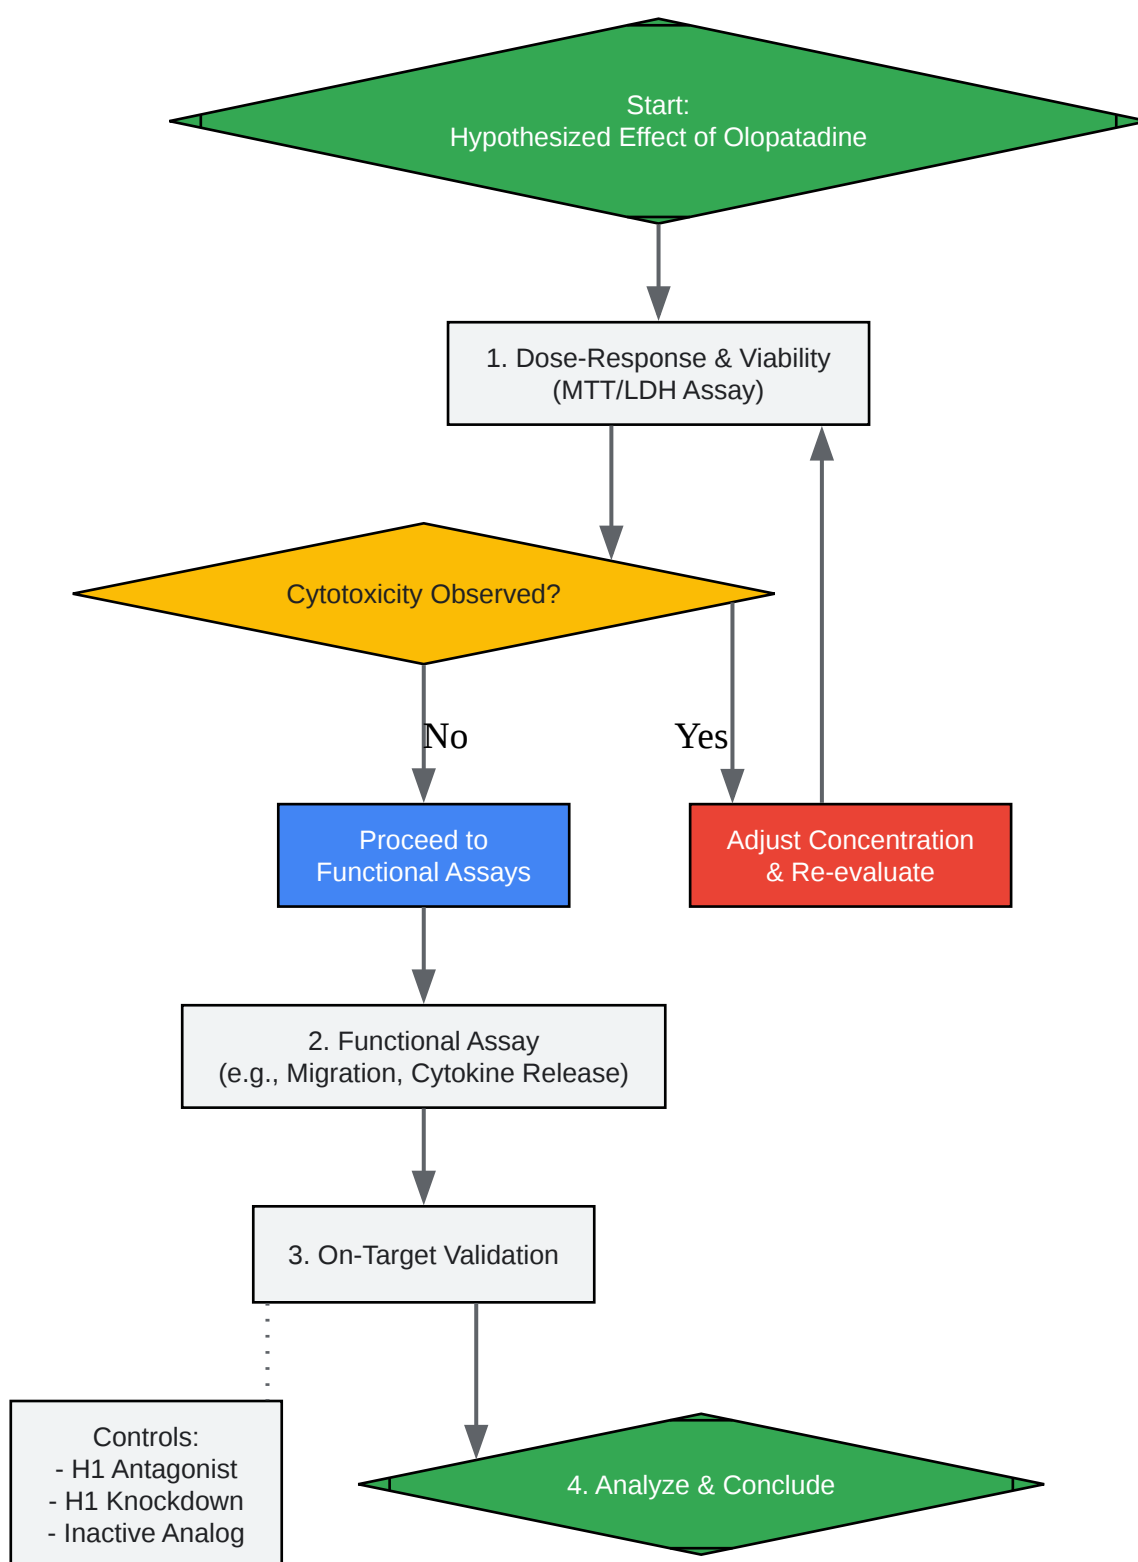 Start:
Hypothesized Effect of Olopatadine
1. Dose-Response & Viability
(MTT/LDH Assay)
Cytotoxicity Observed?
No
Yes
Proceed to
Functional Assays
Adjust Concentration
& Re-evaluate
2. Functional Assay
(e.g., Migration, Cytokine Release)
3. On-Target Validation
Controls:
- H1 Antagonist
- H1 Knockdown
- Inactive Analog
4. Analyze & Conclude